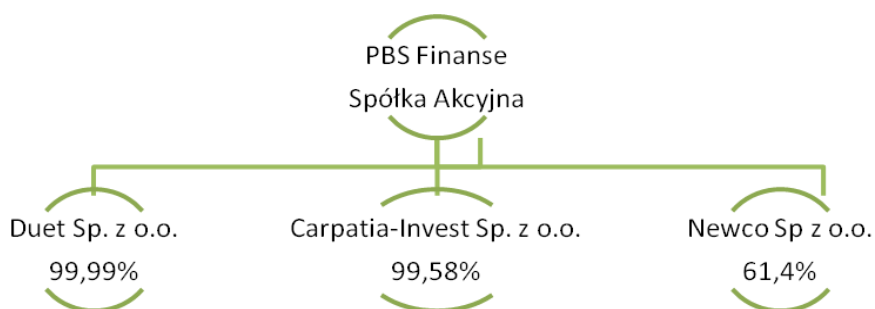 PBS Finanse
Spółka Akcyjna
Duet Sp. z o.o.
99,99%
Carpatia-Invest Sp. z o.o.
99,58%
Newco Sp z o.o.
61,4%